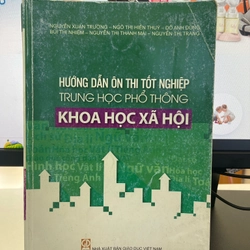 NGUYỄN XUÂN TRƯỜNG - NGÔ THỊ HIỀN THÚY - ĐỖ ANH DŨNG
BÙI THỊ NHIỆM - NGUYỄN THỊ THANH MAI - NGUYỄN THỊ TRANG
HƯỚNG DẪN ÔN THI TỐT NGHIỆP
TRUNG HỌC PHỔ THÔNG
KHOA HỌC XÃ HỘI
NHÀ XUẤT BẢN GIÁO DỤC VIỆT NAM